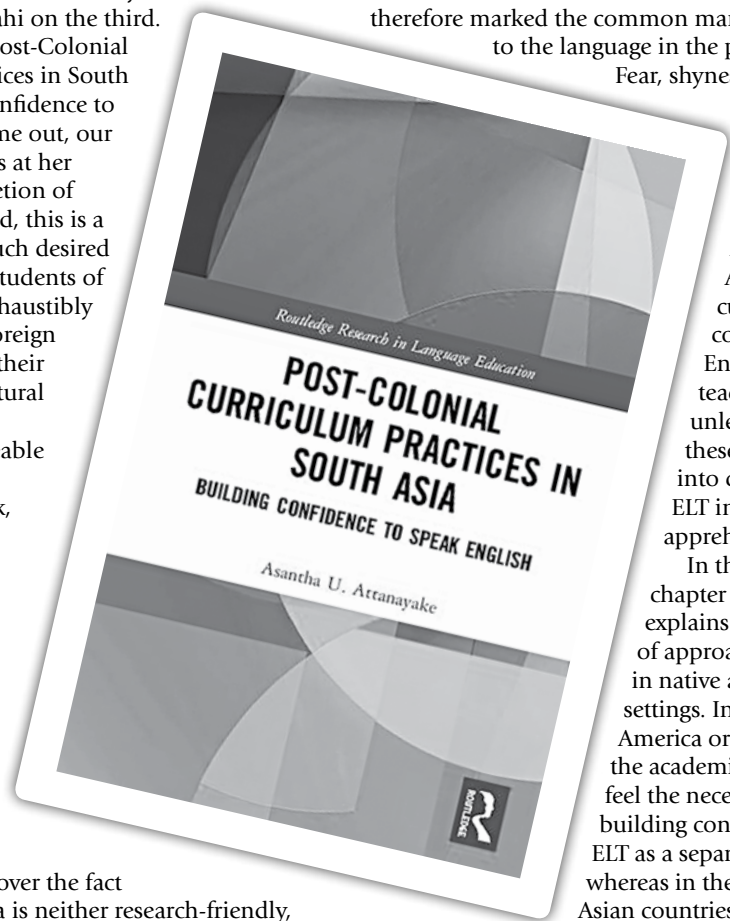 ahi on the third.
ost-Colonial
ices in South
nfidence to
me out, our
s at her
etion of
d, this is a
uch desired
tudents of
haustibly
oreign
their
tural
able
k,
over the fact
a is neither research-friendly,
Routledge Research in Language Education
POST-COLONIAL
CURRICULUM PRACTICES IN
SOUTH ASIA
BUILDING CONFIDENCE TO SPEAK ENGLISH
Asantha U. Attanayake
ROUTLEDGE
therefore marked the common mar
to the language in the p
Fear, shyne
A
cu
co
En
teac
unle
these
into c
ELT in
appreh
In th
chapter
explains
of approa
in native a
settings. In
America or
the academi
feel the nece
building con
ELT as a separ
whereas in the
Asian countries